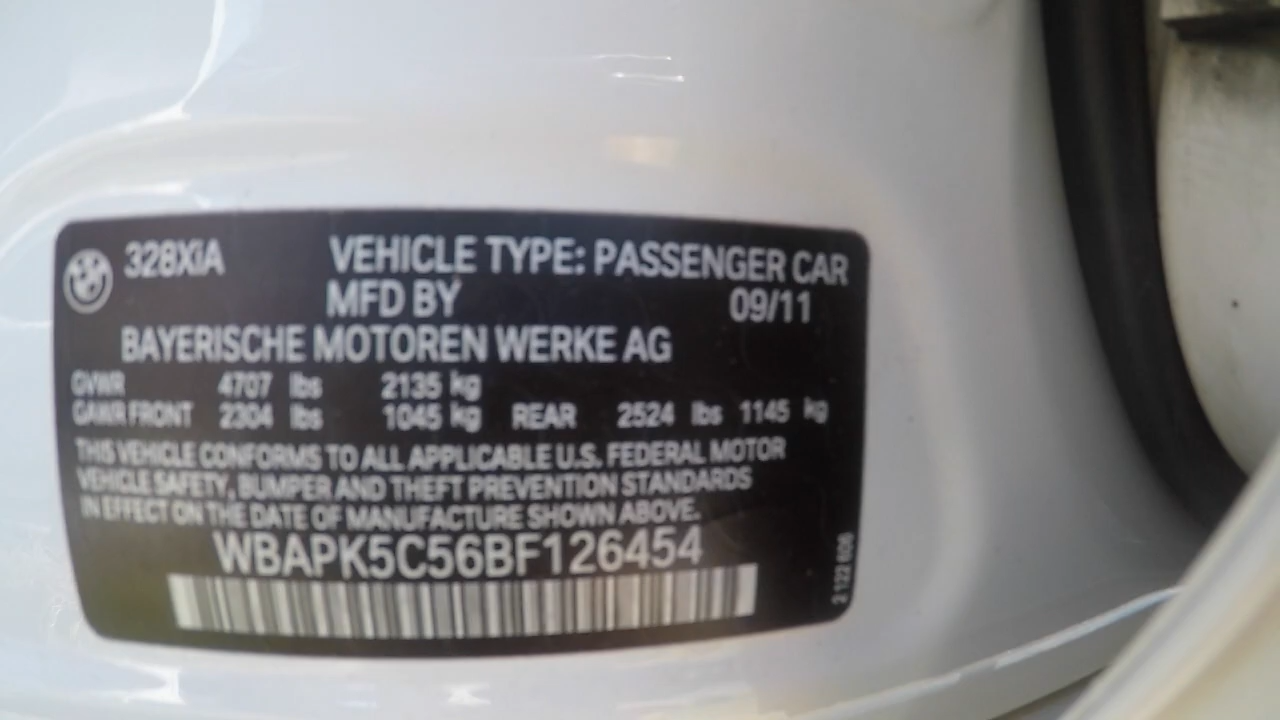 328XiA VEHICLE TYPE: PASSENGER CAR
MFD BY 09/11
BAYERISCHE MOTOREN WERKE AG
GVWR 4707 lbs 2135 kg
GAWR FRONT 2304 lbs 1045 kg REAR 2524 lbs 1145 kg
THIS VEHICLE CONFORMS TO ALL APPLICABLE U.S. FEDERAL MOTOR
VEHICLE SAFETY, BUMPER AND THEFT PREVENTION STANDARDS
IN EFFECT ON THE DATE OF MANUFACTURE SHOWN ABOVE.
WBAPK5C56BF126454